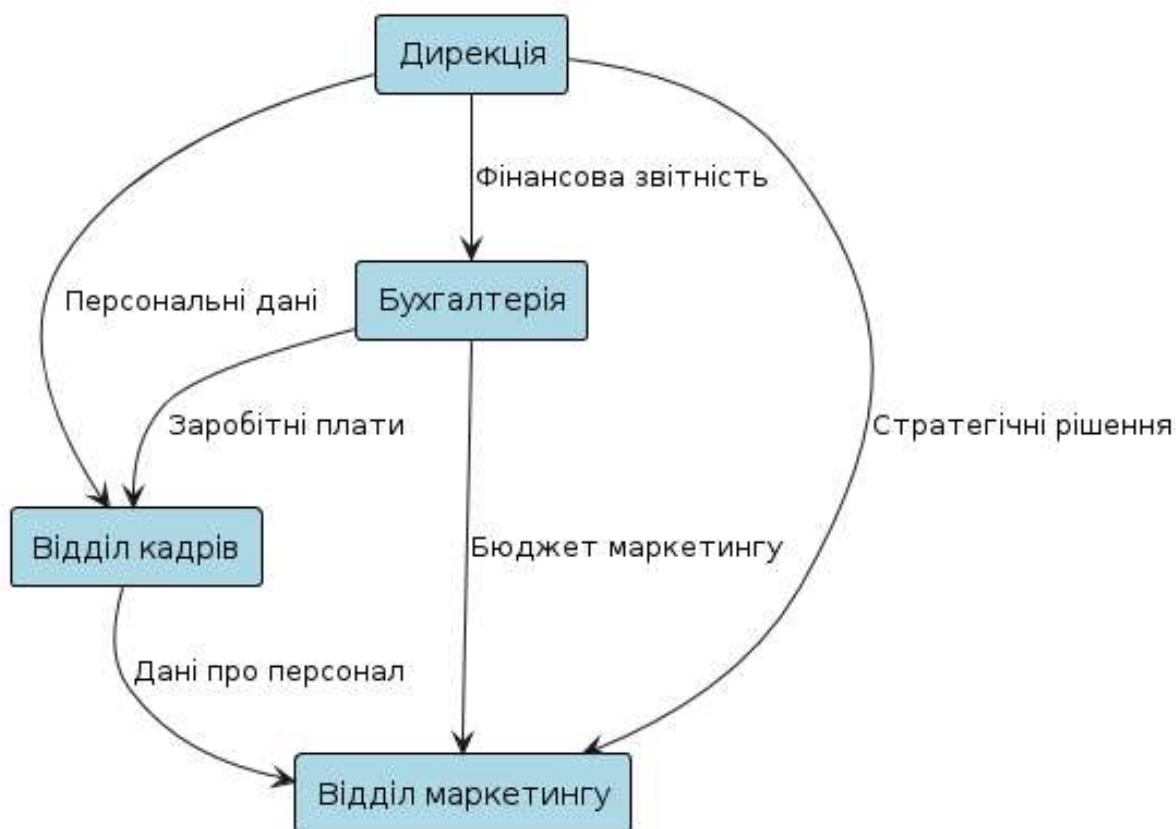 Дирекція
Фінансова звітність
Персональні дані
Бухгалтерія
Заробітні плати
Стратегічні рішення
Відділ кадрів
Бюджет маркетингу
Дані про персонал
Відділ маркетингу